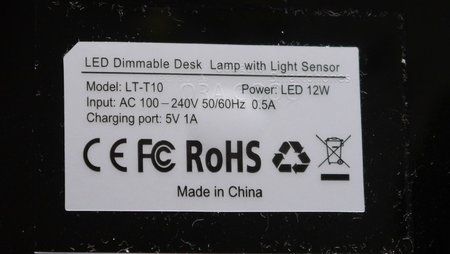 LED Dimmable Desk Lamp with Light Sensor
Model: LT-T10 Power: LED 12W
Input: AC 100-240V 50/60Hz 0.5A
Charging port: 5V 1A
CE FC RoHS
Made in China